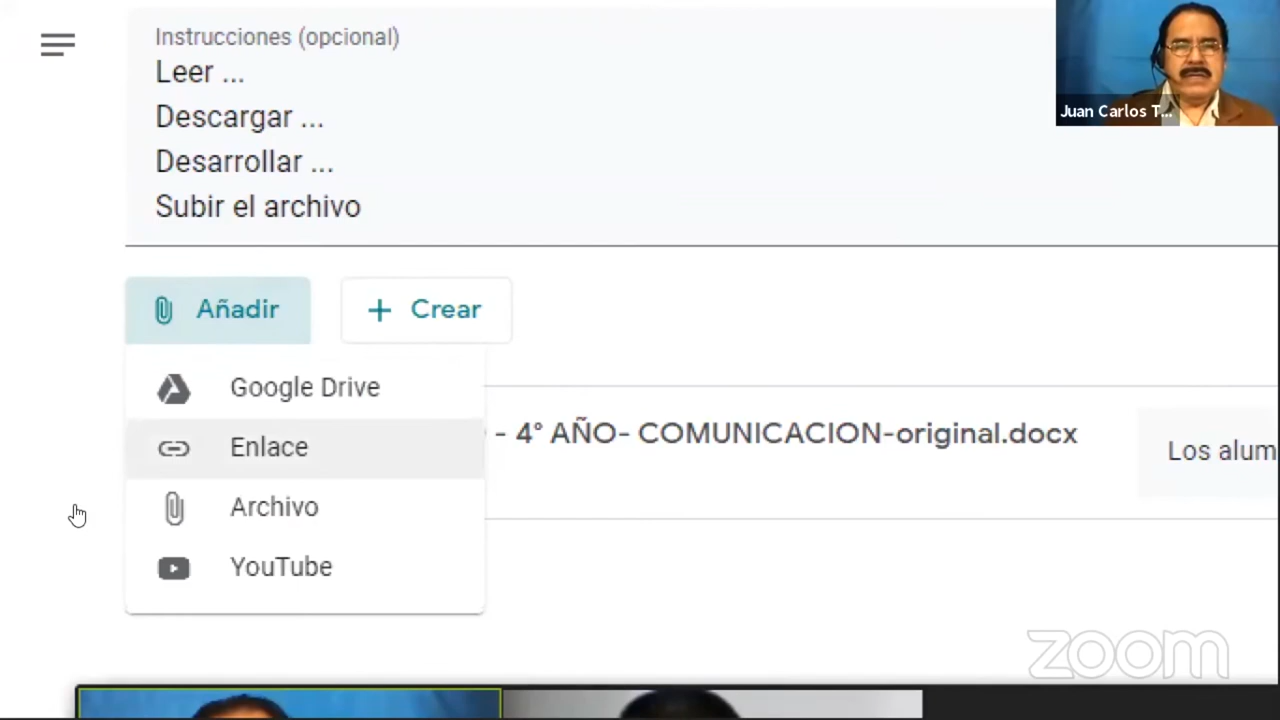 Instrucciones (opcional)
Leer ...
Descargar ...
Desarrollar ...
Subir el archivo
Juan Carlos T...
Añadir
Crear
Google Drive
Enlace
- 4° AÑO- COMUNICACION-original.docx
Los alum
Archivo
YouTube
zoom